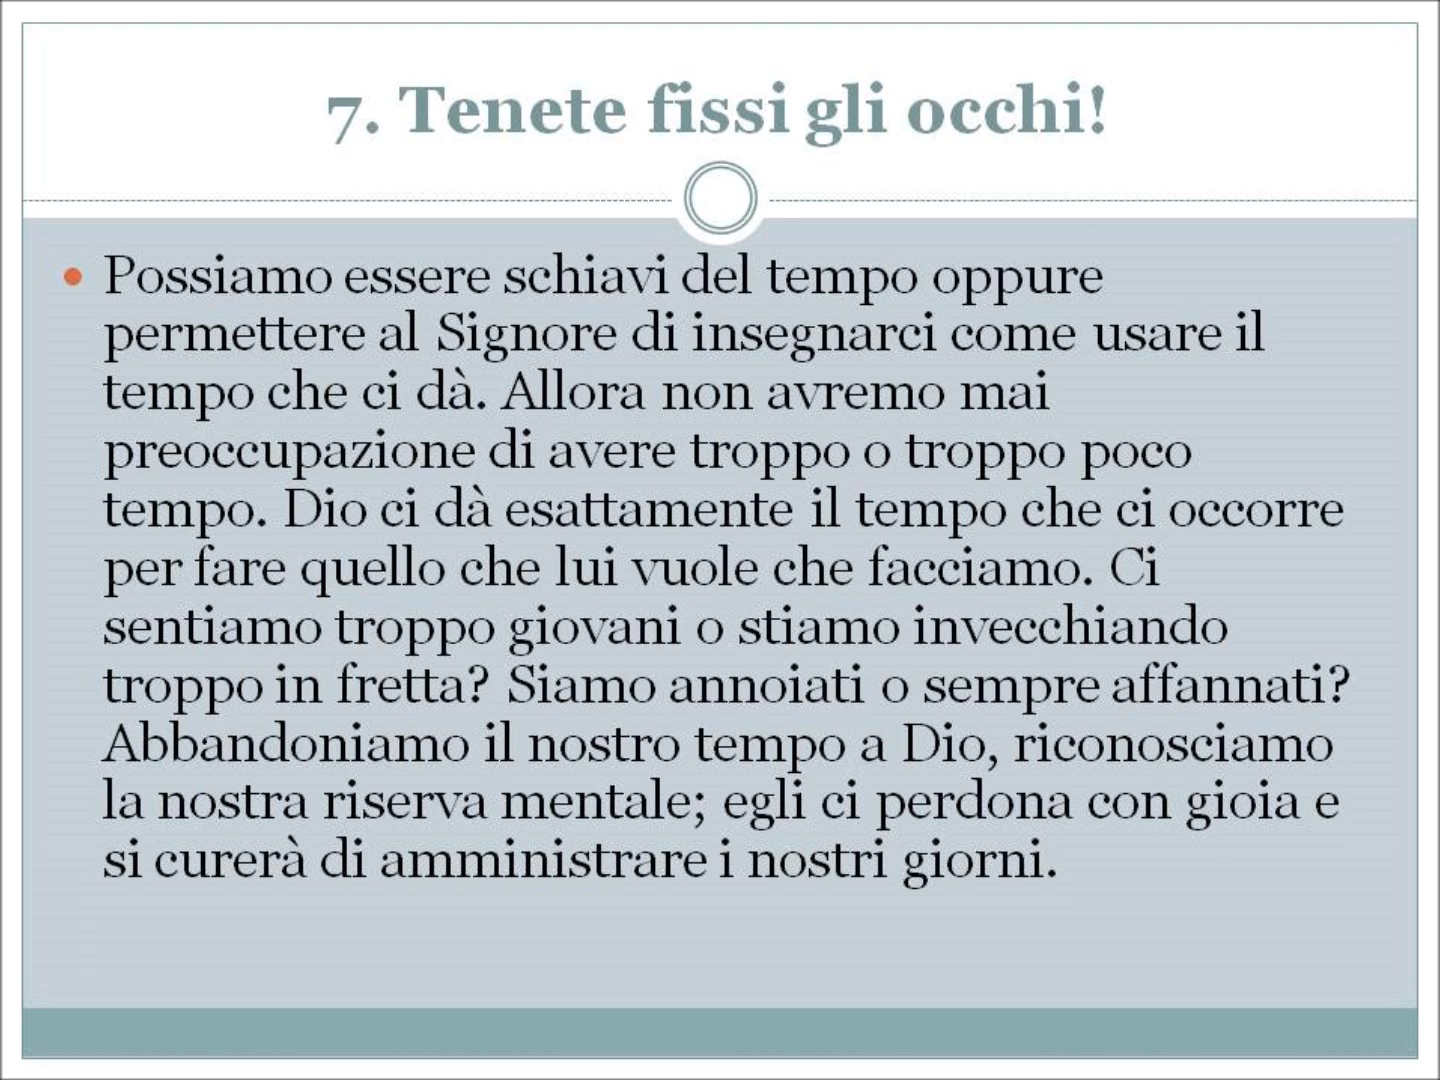 7. Tenete fissi gli occhi!
• Possiamo essere schiavi del tempo oppure
permettere al Signore di insegnarci come usare il
tempo che ci dà. Allora non avremo mai
preoccupazione di avere troppo o troppo poco
tempo. Dio ci dà esattamente il tempo che ci occorre
per fare quello che lui vuole che facciamo. Ci
sentiamo troppo giovani o stiamo invecchiando
troppo in fretta? Siamo annoiati o sempre affannati?
Abbandoniamo il nostro tempo a Dio, riconosciamo
la nostra riserva mentale; egli ci perdona con gioia e
si curerà di amministrare i nostri giorni.